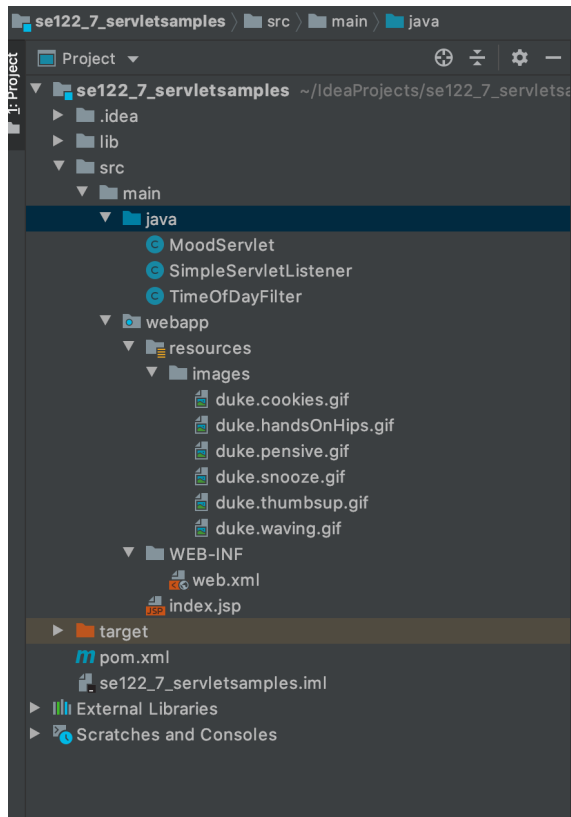 se122_7_servletsamples src main java
1: Project
Project
se122_7_servletsamples ~/IdeaProjects/se122_7_servletsa
.idea
lib
src
main
java
MoodServlet
SimpleServletListener
TimeOfDayFilter
webapp
resources
images
duke.cookies.gif
duke.handsOnHips.gif
duke.pensive.gif
duke.snooze.gif
duke.thumbsup.gif
duke.waving.gif
WEB-INF
web.xml
JSP index.jsp
target
pom.xml
se122_7_servletsamples.iml
External Libraries
Scratches and Consoles